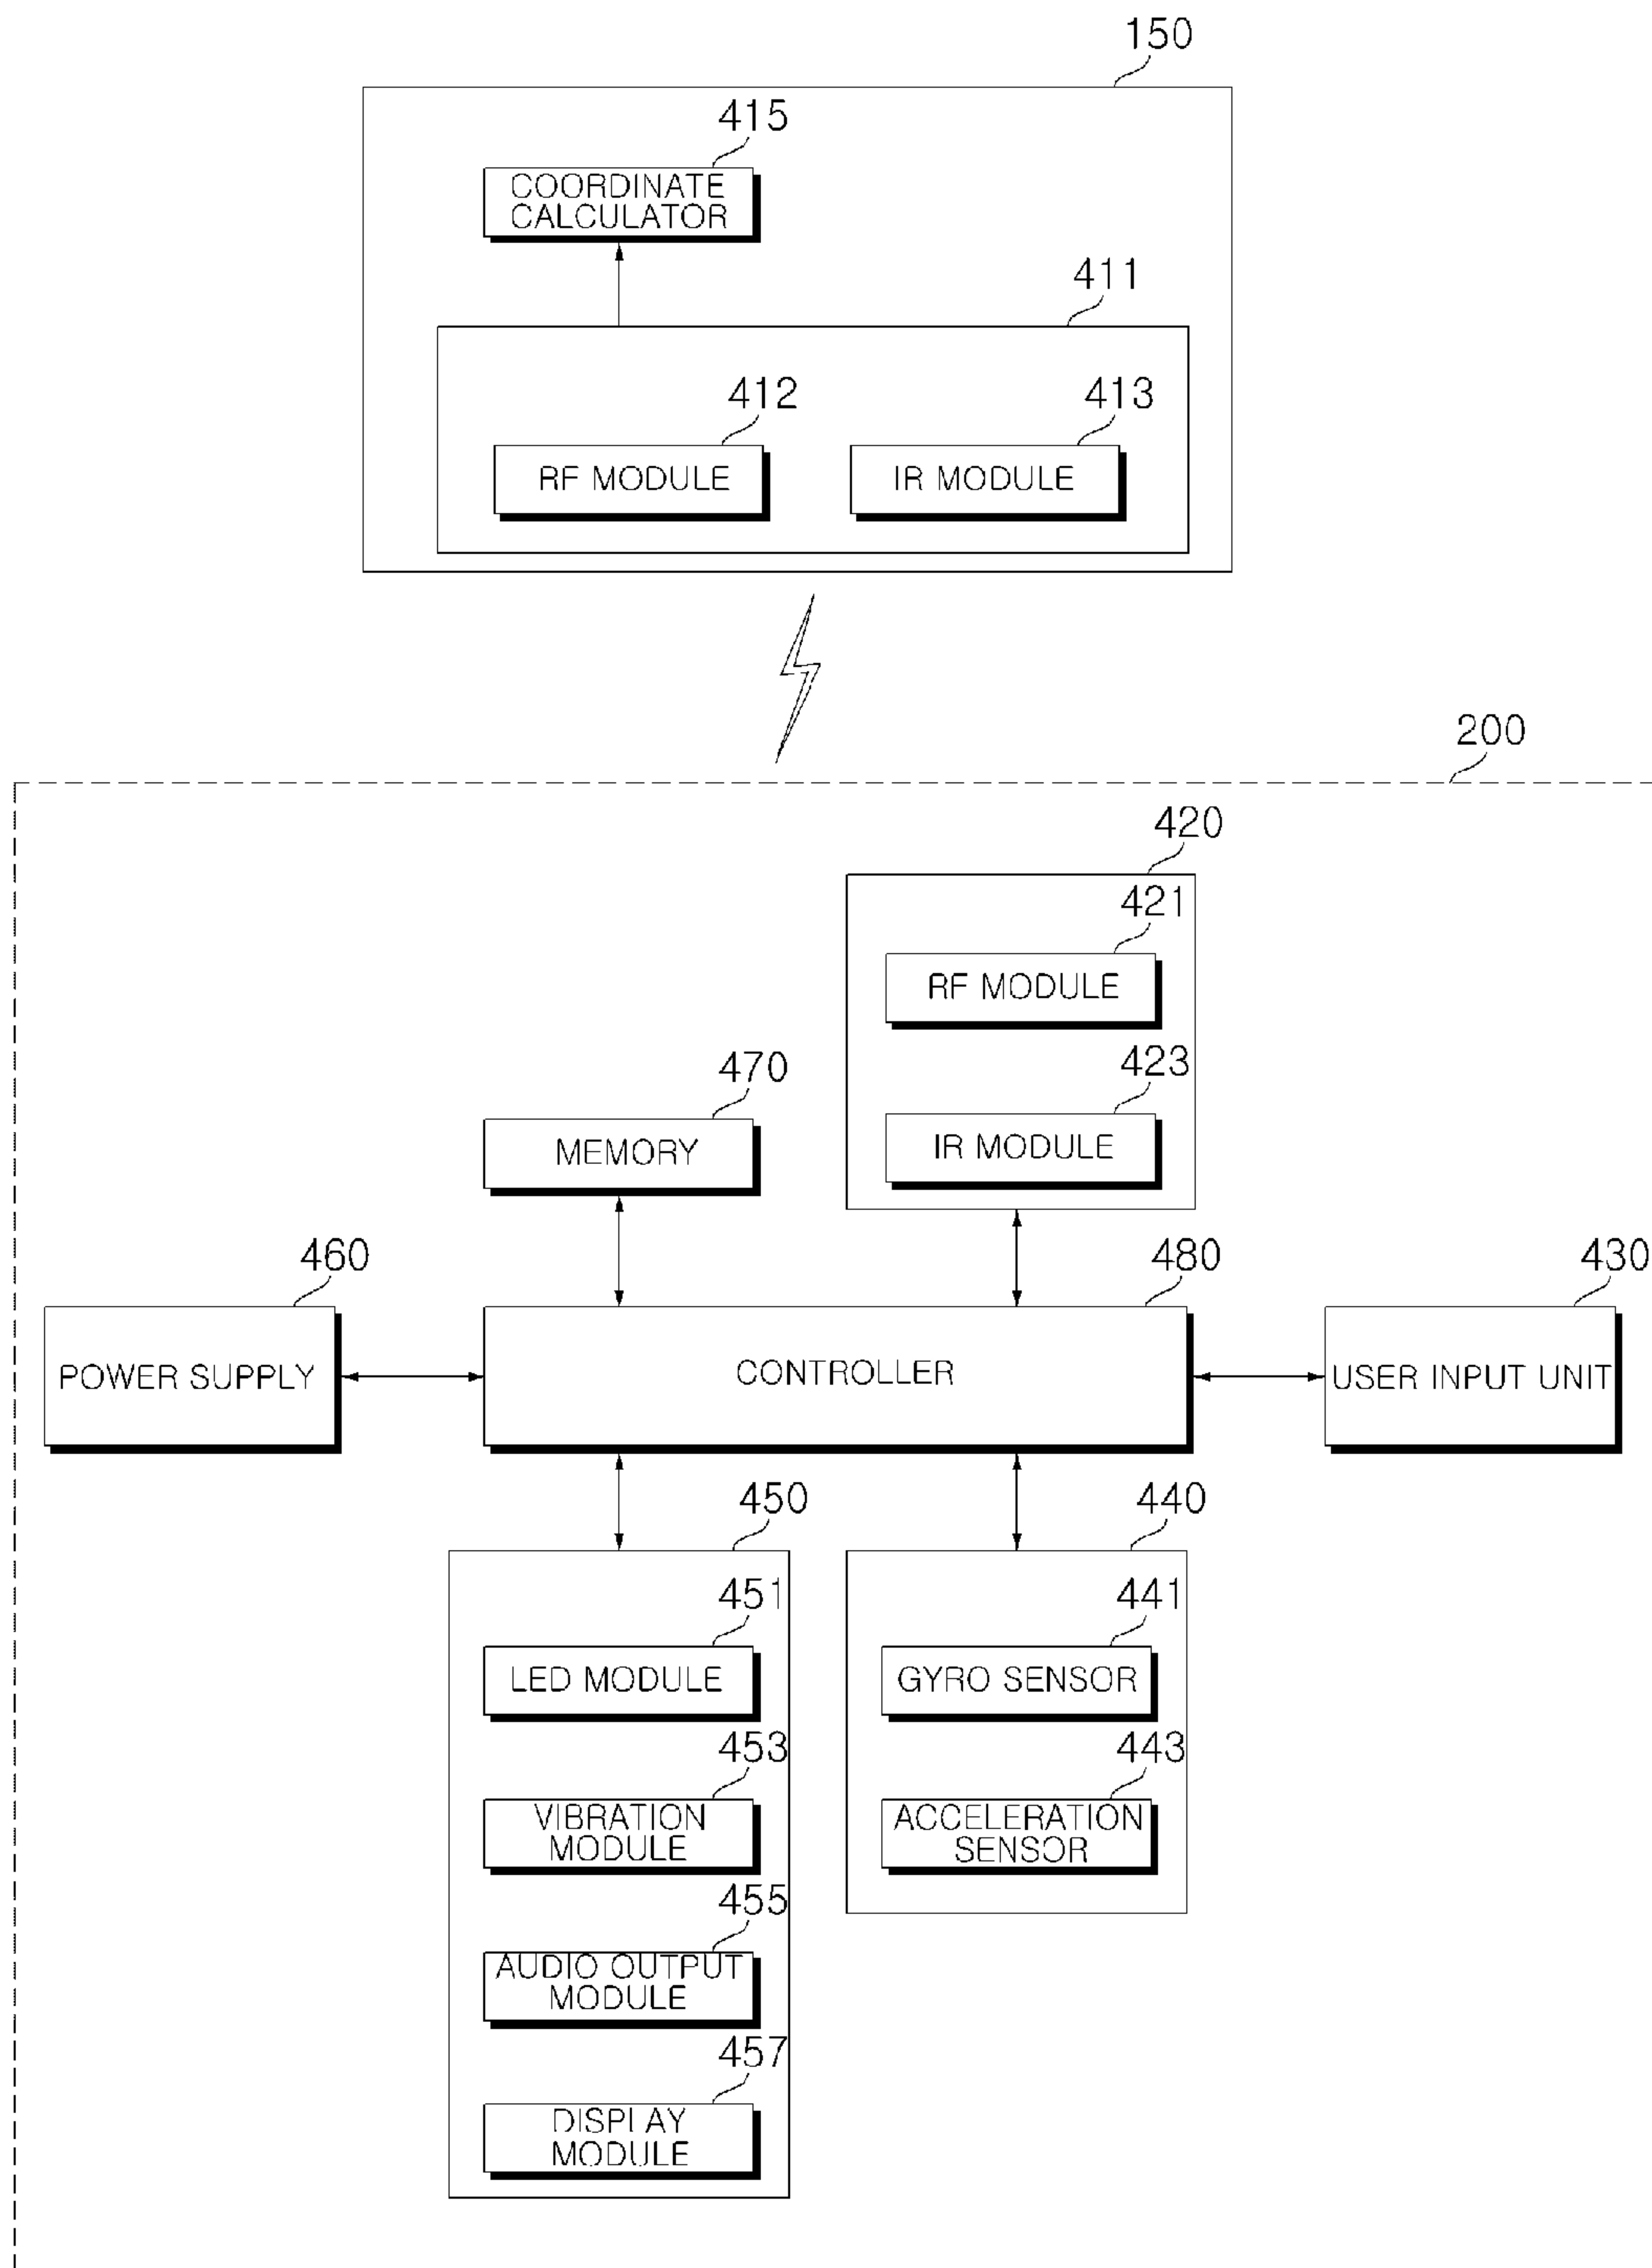 150
415
COORDINATE
CALCULATOR
411
412
413
RF MODULE
IR MODULE
200
420
421
RF MODULE
470
423
MEMORY
IR MODULE
460
480
430
POWER SUPPLY
CONTROLLER
USER INPUT UNIT
450
440
451
441
LED MODULE
GYRO SENSOR
453
443
VIBRATION
MODULE
ACCELERATION
SENSOR
455
AUDIO OUTPUT
MODULE
457
DISPLAY
MODULE